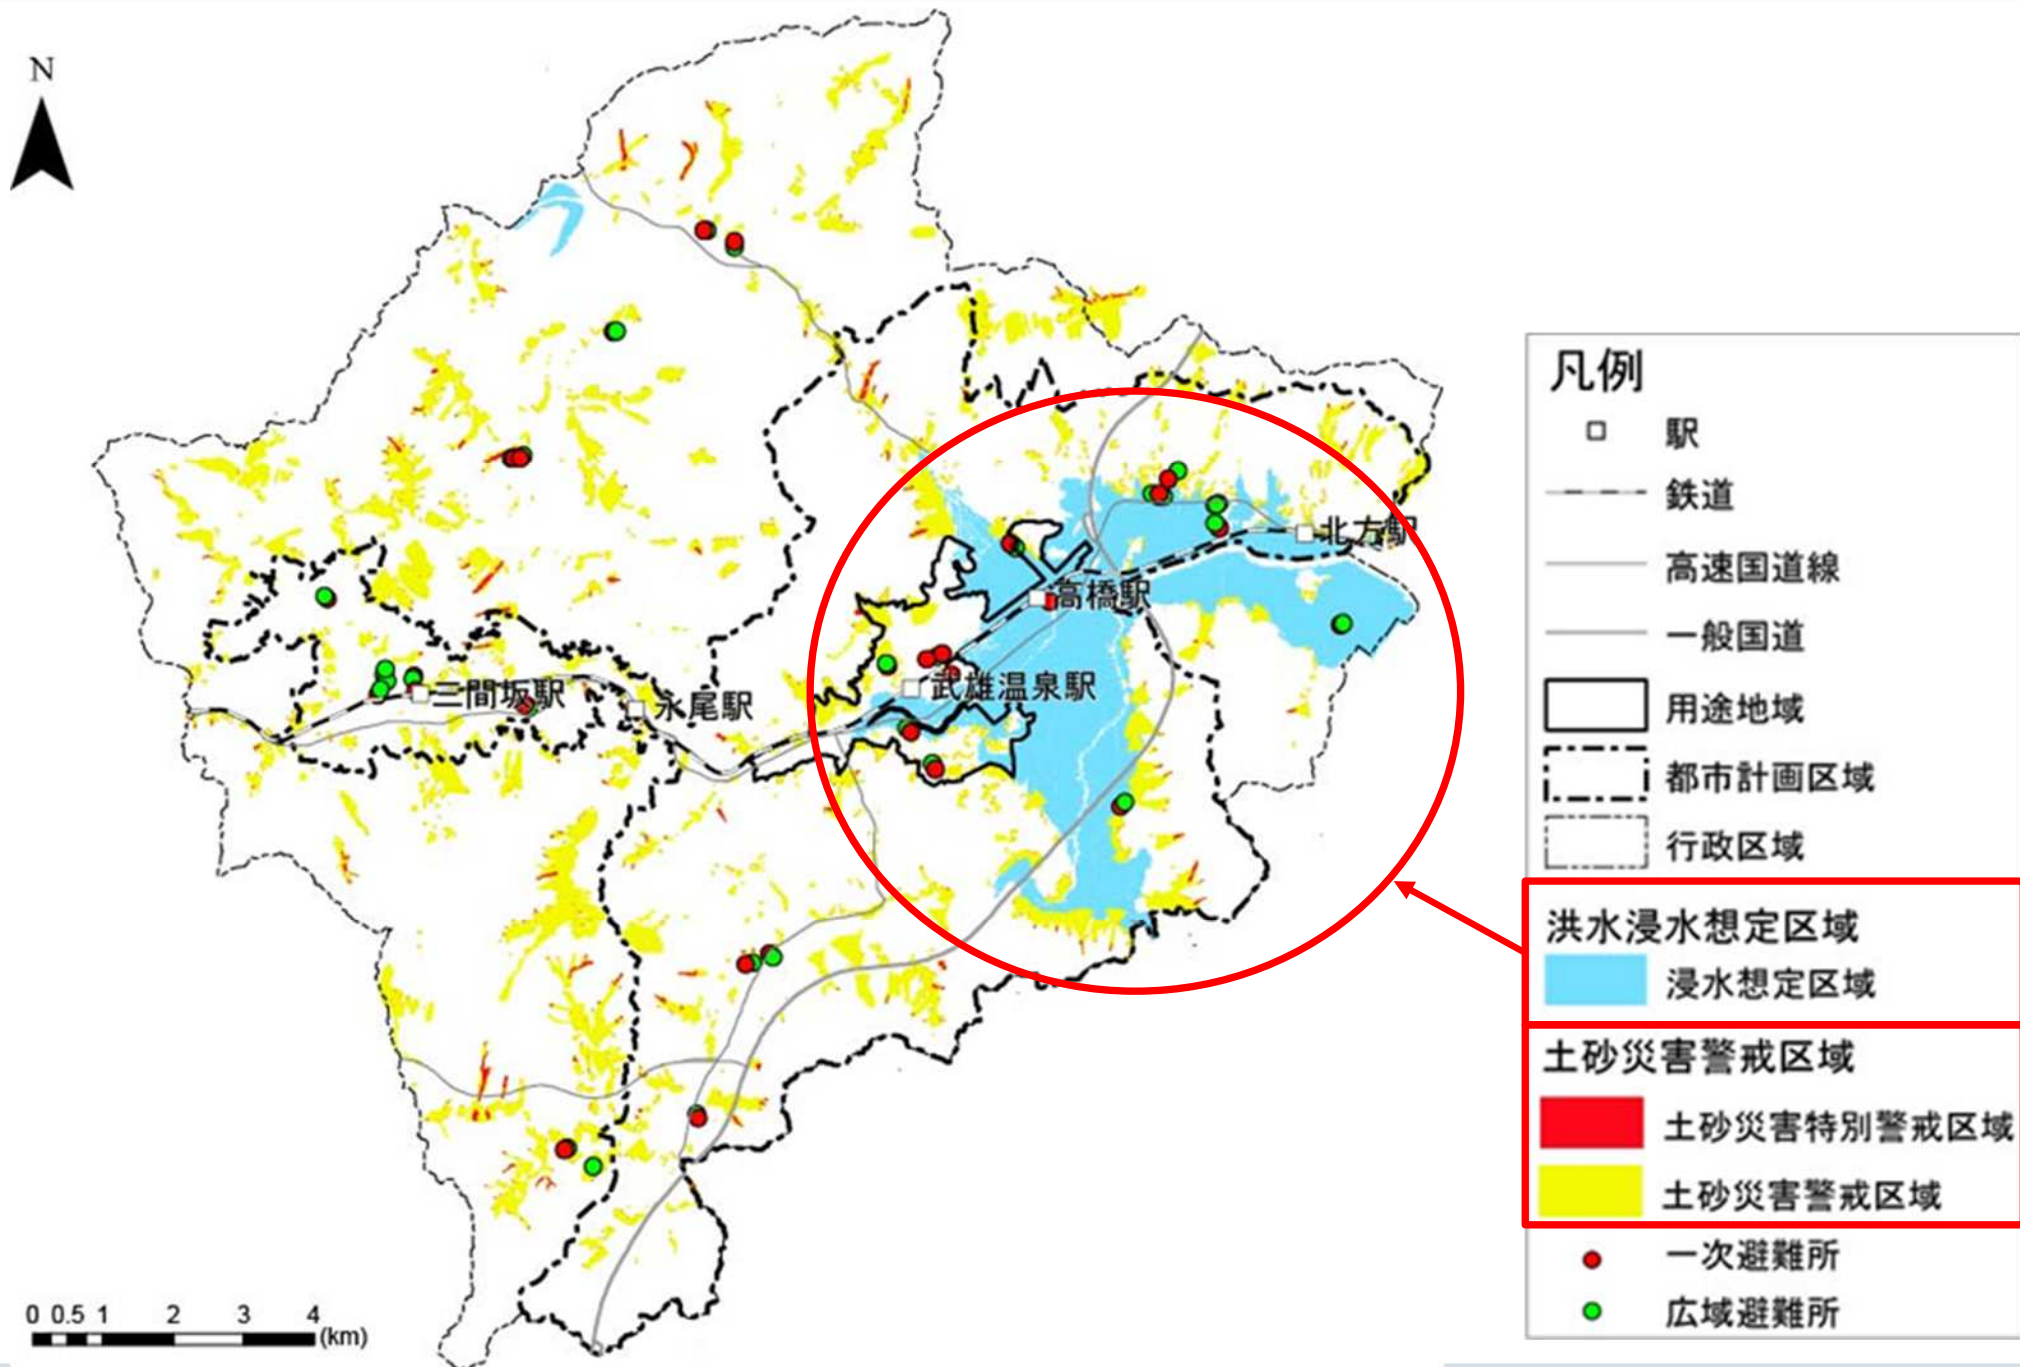 N
北方駅
高橋駅
武雄温泉駅
三間坂駅
永尾駅
0 0.5 1 2 3 4
(km)
凡例
駅
鉄道
高速国道線
一般国道
用途地域
都市計画区域
行政区域
洪水浸水想定区域
浸水想定区域
土砂災害警戒区域
土砂災害特別警戒区域
土砂災害警戒区域
一次避難所
広域避難所